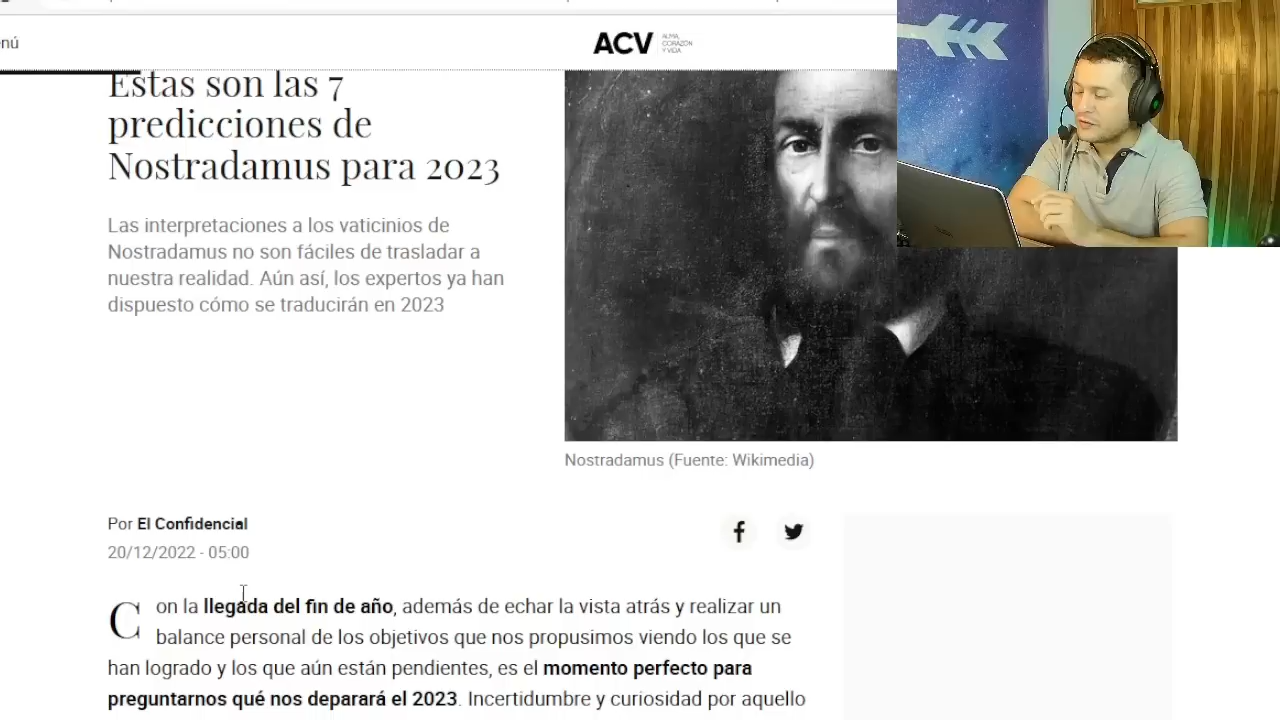 nú
ACV
ALMA,
CORAZÓN
Y VIDA
Estas son las 7
predicciones de
Nostradamus para 2023
Las interpretaciones a los vaticinios de
Nostradamus no son fáciles de trasladar a
nuestra realidad. Aún así, los expertos ya han
dispuesto cómo se traducirán en 2023
Nostradamus (Fuente: Wikimedia)
Por El Confidencial
20/12/2022 - 05:00
Con la llegada del fin de año, además de echar la vista atrás y realizar un
balance personal de los objetivos que nos propusimos viendo los que se
han logrado y los que aún están pendientes, es el momento perfecto para
preguntarnos qué nos deparará el 2023. Incertidumbre y curiosidad por aquello